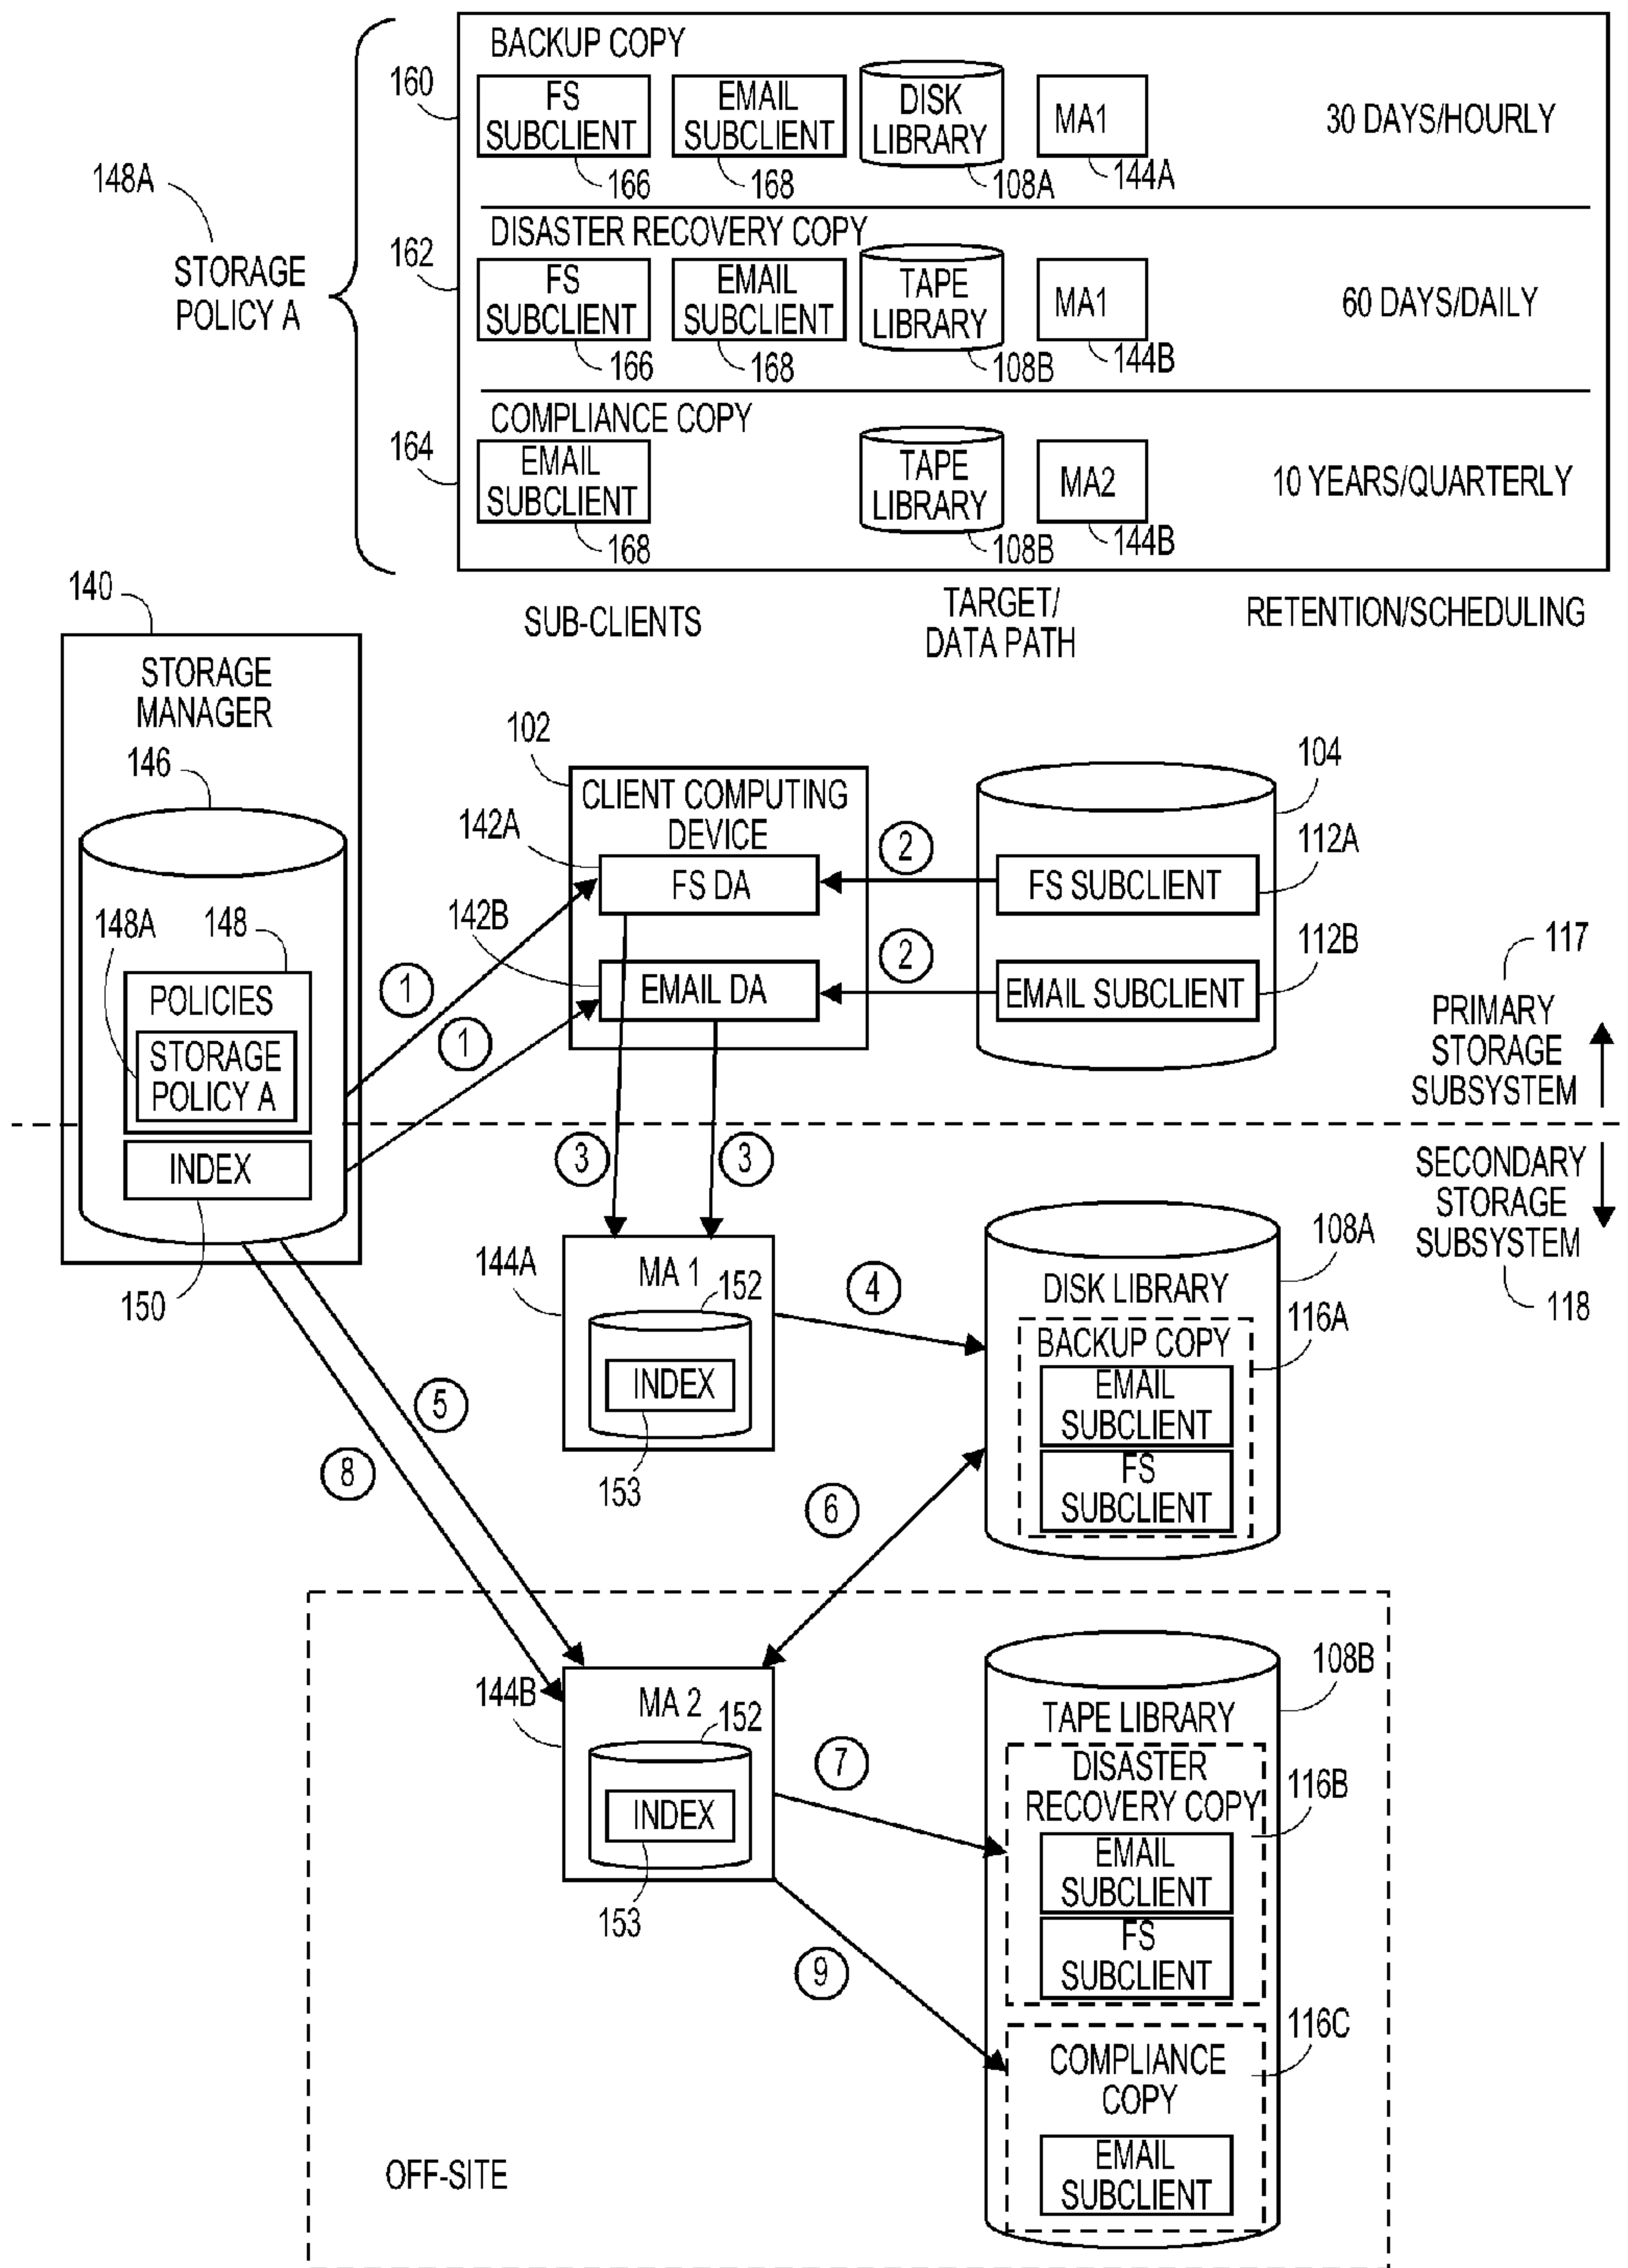 BACKUP COPY
160
FS
SUBCLIENT
166
EMAIL
SUBCLIENT
168
DISK
LIBRARY
108A
MA1
144A
30 DAYS/HOURLY
148A
STORAGE
POLICY A
DISASTER RECOVERY COPY
162
FS
SUBCLIENT
166
EMAIL
SUBCLIENT
168
TAPE
LIBRARY
108B
MA1
144B
60 DAYS/DAILY
COMPLIANCE COPY
164
EMAIL
SUBCLIENT
168
TAPE
LIBRARY
108B
MA2
144B
10 YEARS/QUARTERLY
SUB-CLIENTS
TARGET/
DATA PATH
RETENTION/SCHEDULING
140
STORAGE
MANAGER
146
148A
148
POLICIES
STORAGE
POLICY A
INDEX
150
1
1
102
CLIENT COMPUTING
DEVICE
142A
FS DA
142B
EMAIL DA
2
2
104
FS SUBCLIENT
112A
EMAIL SUBCLIENT
112B
117
PRIMARY
STORAGE
SUBSYSTEM
SECONDARY
STORAGE
SUBSYSTEM
118
3
3
144A
MA 1
152
INDEX
153
4
108A
DISK LIBRARY
BACKUP COPY
116A
EMAIL
SUBCLIENT
FS
SUBCLIENT
5
8
6
144B
MA 2
152
INDEX
153
7
9
108B
TAPE LIBRARY
DISASTER
RECOVERY COPY
116B
EMAIL
SUBCLIENT
FS
SUBCLIENT
116C
COMPLIANCE
COPY
EMAIL
SUBCLIENT
OFF-SITE